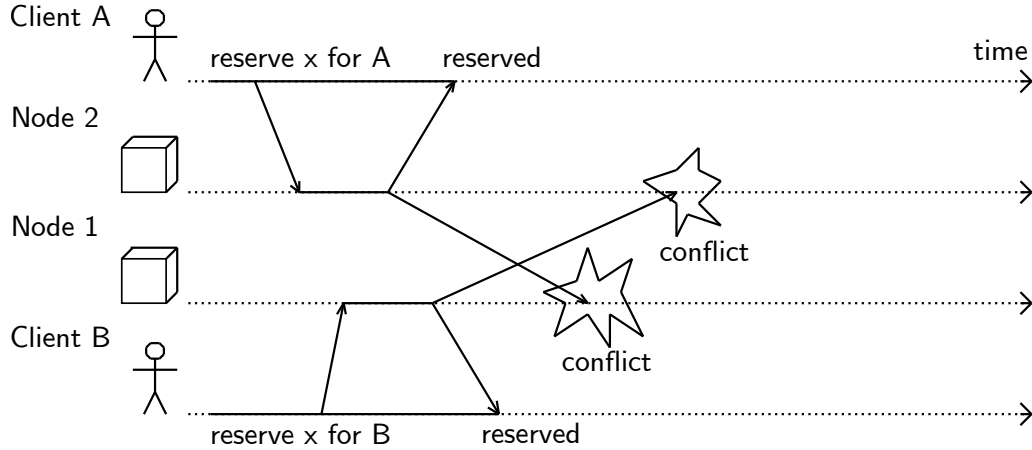 Client A
reserve x for A
reserved
time
Node 2
Node 1
conflict
Client B
conflict
reserve x for B
reserved